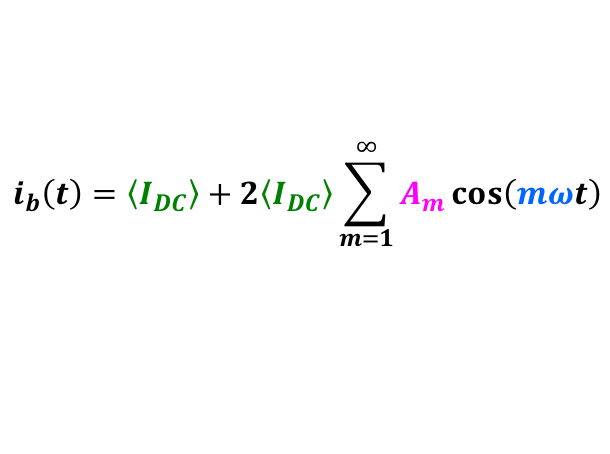 i_b(t) = ⟨I_DC⟩ + 2⟨I_DC⟩ ∑_{m=1}^{∞} A_m cos(mωt)